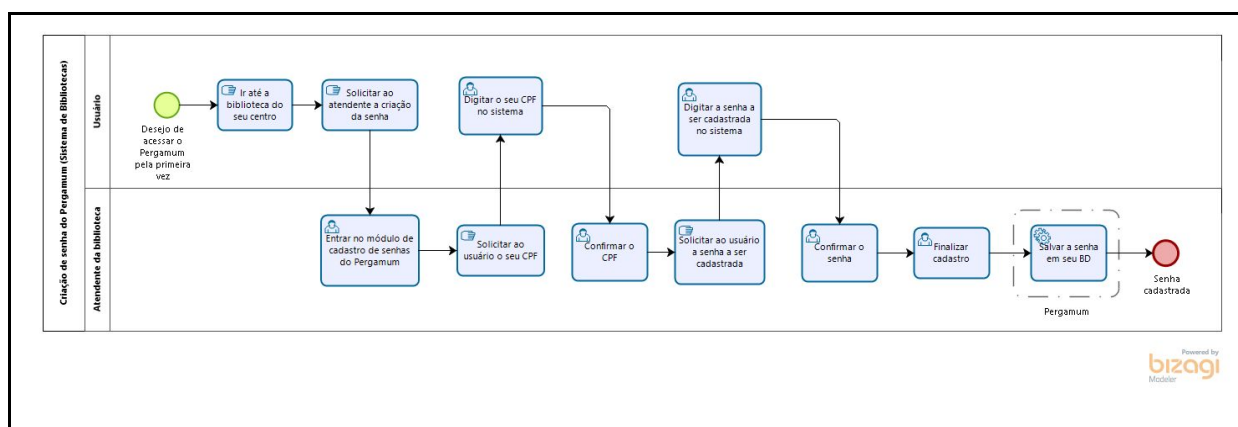 Criação de senha do Pergamum (Sistema de Bibliotecas)
Usuário
Desejo de
acessar o
Pergamum
pela primeira
vez
Ir até a
biblioteca do
seu centro
Solicitar ao
atendente a criação
da senha
Digitar o seu CPF
no sistema
Digitar a senha a
ser cadastrada
no sistema
Atendente da biblioteca
Entrar no módulo de
cadastro de senhas
do Pergamum
Solicitar ao
usuário o seu CPF
Confirmar o
CPF
Solicitar ao usuário
a senha a ser
cadastrada
Confirmar o
senha
Finalizar
cadastro
Salvar a senha
em seu BD
Pergamum
Senha
cadastrada
Powered by
bizagi
Modeler